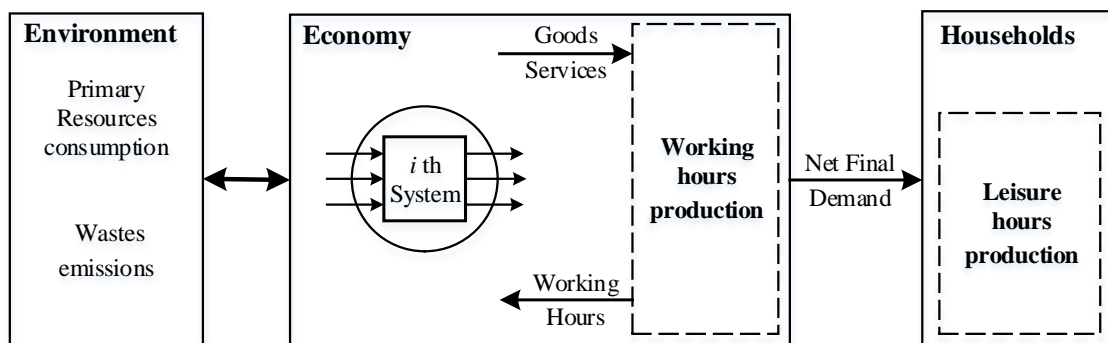 Environment
Primary
Resources
consumption
Wastes
emissions
Economy
i th
System
Goods
Services
Working
hours
production
Working
Hours
Net Final
Demand
Households
Leisure
hours
production